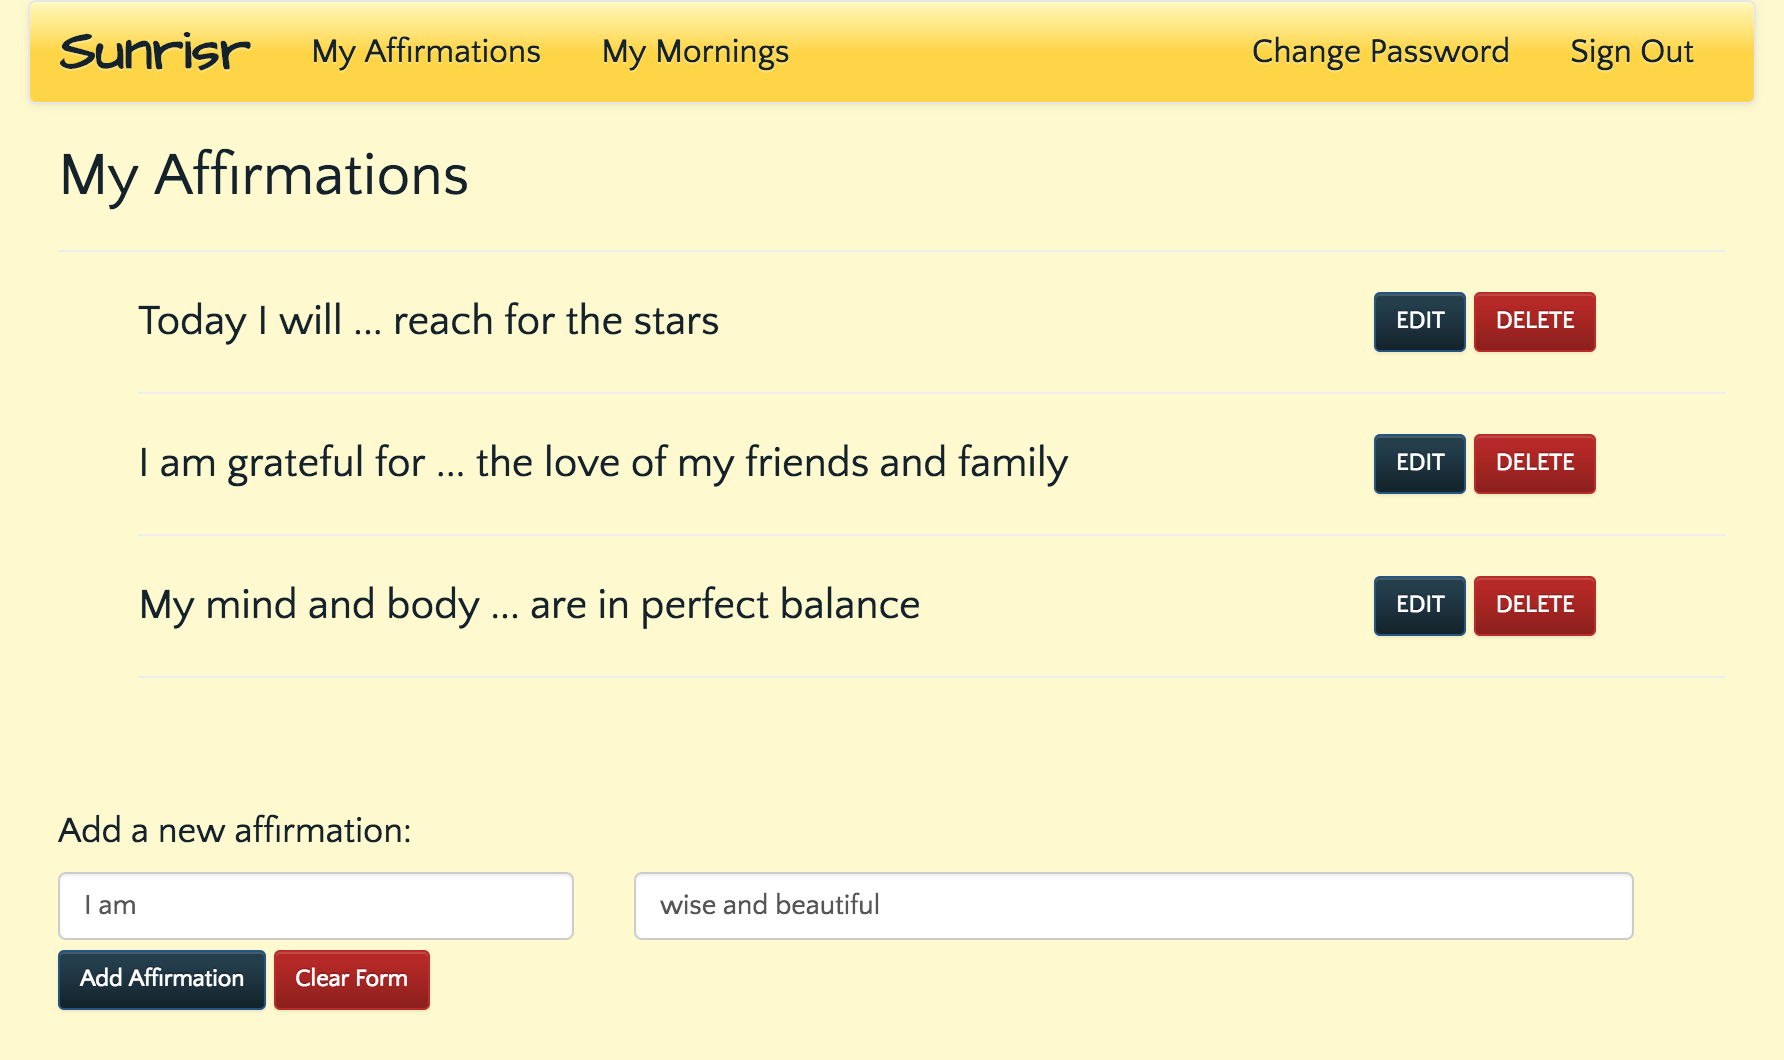 Sunrisr My Affirmations My Mornings Change Password Sign Out
My Affirmations
Today I will ... reach for the stars EDIT DELETE
I am grateful for ... the love of my friends and family EDIT DELETE
My mind and body ... are in perfect balance EDIT DELETE
Add a new affirmation:
I am wise and beautiful
Add Affirmation Clear Form